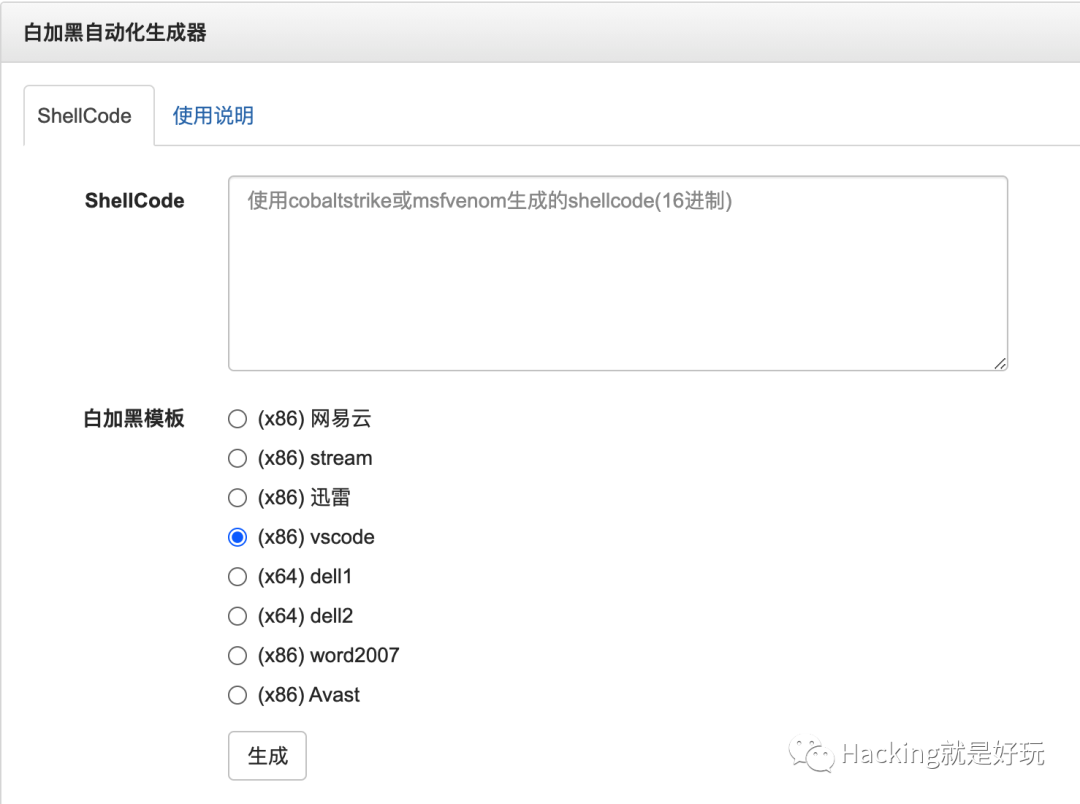 白加黑自动化生成器
ShellCode
使用说明
ShellCode
使用cobaltstrike或msfvenom生成的shellcode(16进制)
白加黑模板
(x86) 网易云
(x86) stream
(x86) 迅雷
(x86) vscode
(x64) dell1
(x64) dell2
(x86) word2007
(x86) Avast
生成
Hacking就是好玩